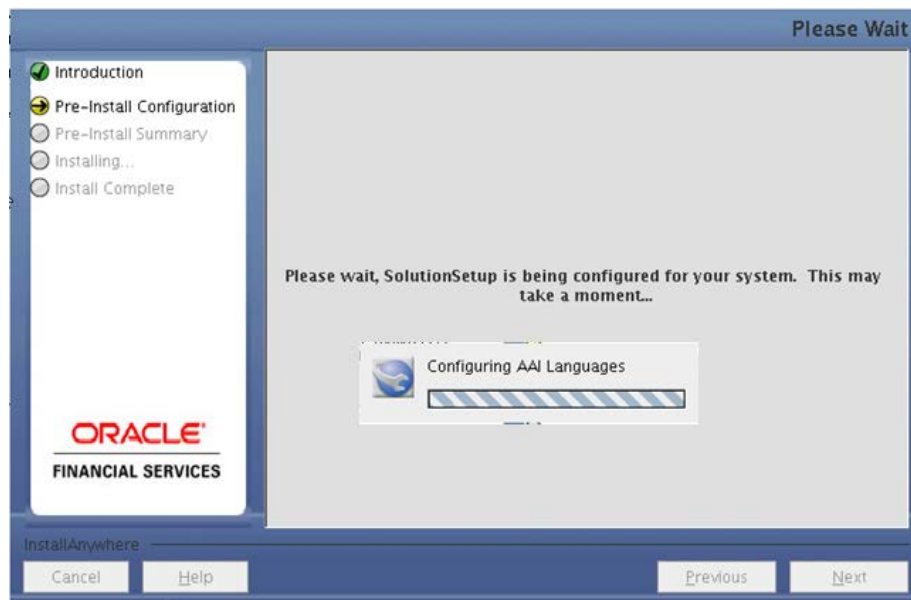 Please Wait
Introduction
Pre-Install Configuration
Pre-Install Summary
Installing...
Install Complete
Please wait, SolutionSetup is being configured for your system. This may
take a moment...
Configuring AAI Languages
ORACLE
FINANCIAL SERVICES
InstallAnywhere
Cancel
Help
Previous
Next